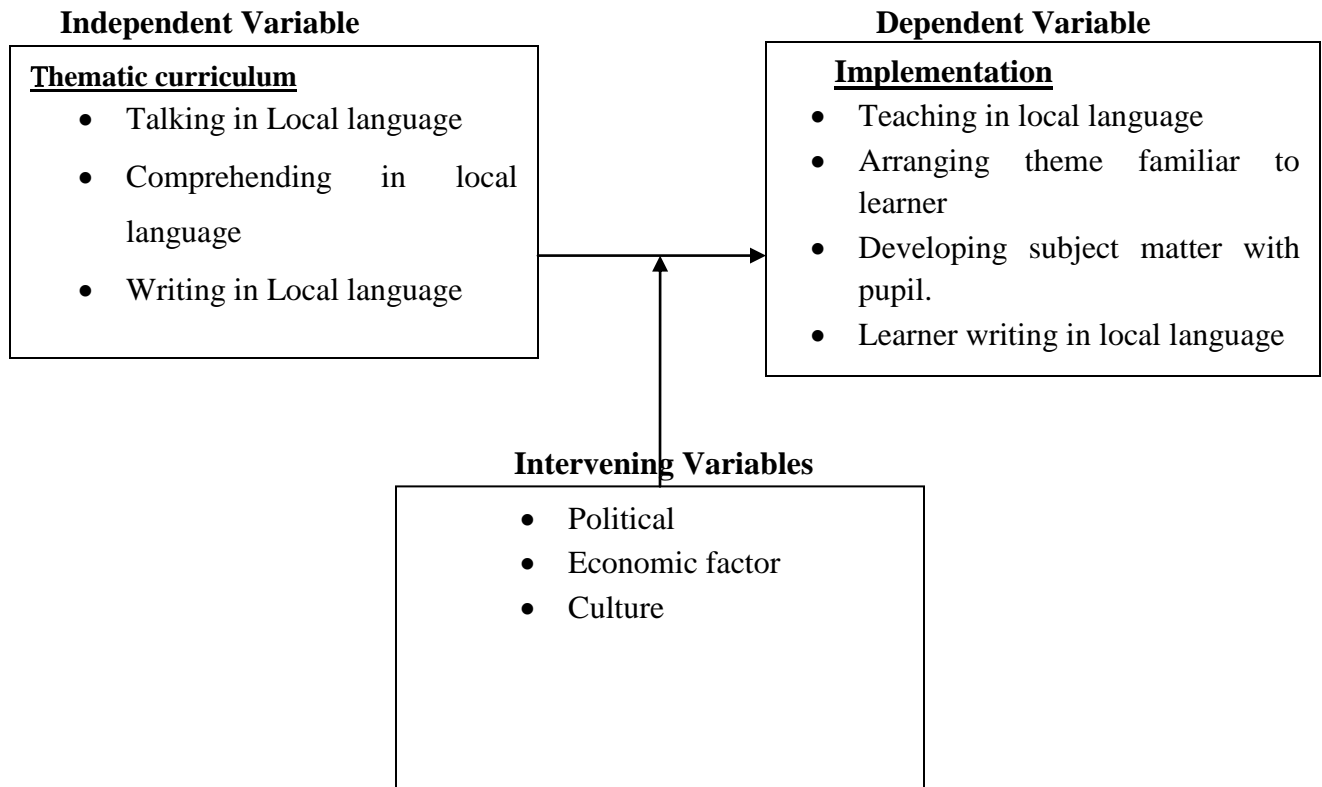 Independent Variable
Thematic curriculum
• Talking in Local language
• Comprehending in local
language
• Writing in Local language
Dependent Variable
Implementation
• Teaching in local language
• Arranging theme familiar to
learner
• Developing subject matter with
pupil.
• Learner writing in local language
Intervening Variables
• Political
• Economic factor
• Culture